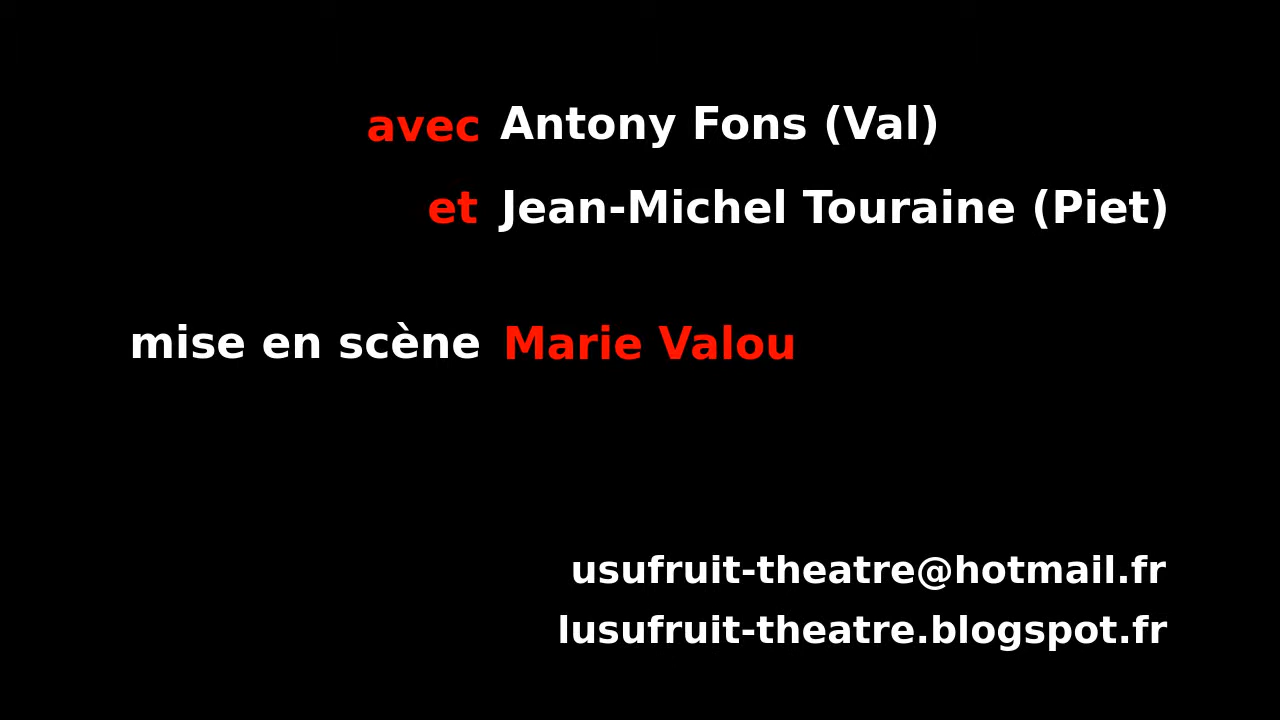 avec Antony Fons (Val)
et Jean-Michel Touraine (Piet)
mise en scène Marie Valou
usufruit-theatre@hotmail.fr
lusufruit-theatre.blogspot.fr